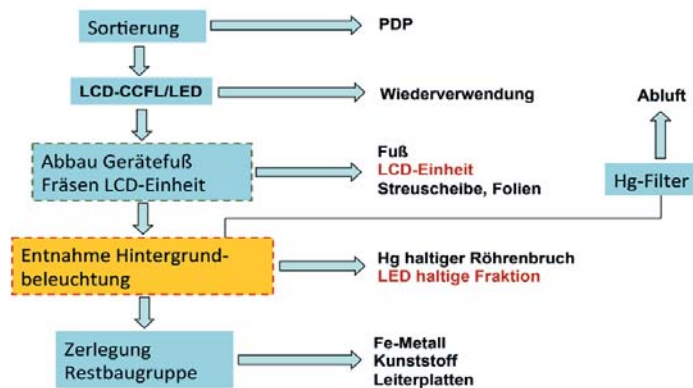 Sortierung
PDP
LCD-CCFL/LED
Wiederverwendung
Abluft
Abbau Gerätefuß
Fräsen LCD-Einheit
Fuß
LCD-Einheit
Streuscheibe, Folien
Hg-Filter
Entnahme Hintergrund-
beleuchtung
Hg haltiger Röhrenbruch
LED haltige Fraktion
Zerlegung
Restbaugruppe
Fe-Metall
Kunststoff
Leiterplatten